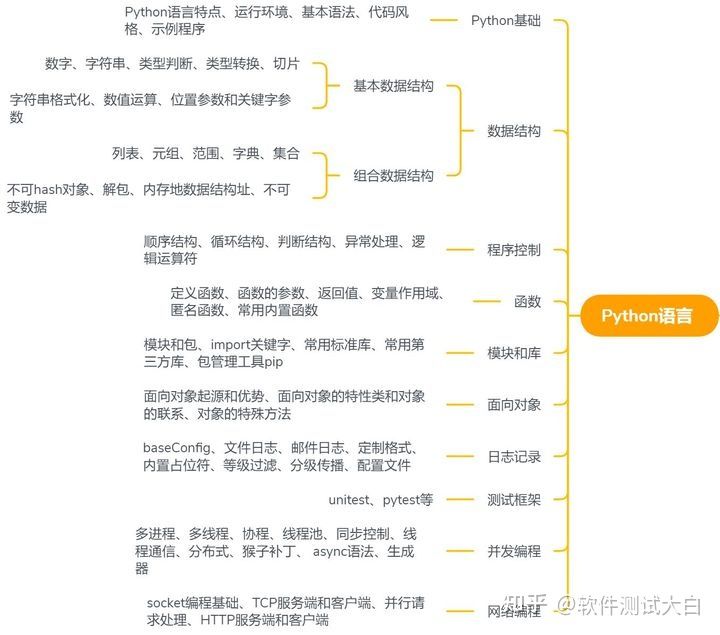 Python语言特点、运行环境、基本语法、代码风
格、示例程序
Python基础
数字、字符串、类型判断、类型转换、切片
基本数据结构
字符串格式化、数值运算、位置参数和关键字参
数
数据结构
列表、元组、范围、字典、集合
组合数据结构
不可hash对象、解包、内存地数据结构址、不可
变数据
顺序结构、循环结构、判断结构、异常处理、逻
辑运算符
程序控制
定义函数、函数的参数、返回值、变量作用域、
匿名函数、常用内置函数
函数
Python语言
模块和包、import关键字、常用标准库、常用第
三方库、包管理工具pip
模块和库
面向对象起源和优势、面向对象的特性类和对象
的联系、对象的特殊方法
面向对象
baseConfig、文件日志、邮件日志、定制格式、
内置占位符、等级过滤、分级传播、配置文件
日志记录
unitest、pytest等
测试框架
多进程、多线程、协程、线程池、同步控制、线
程通信、分布式、猴子补丁、 async语法、生成
器
并发编程
socket编程基础、TCP服务端和客户端、并行请
求处理、HTTP服务端和客户端
网络编程
知乎 @软件测试大白